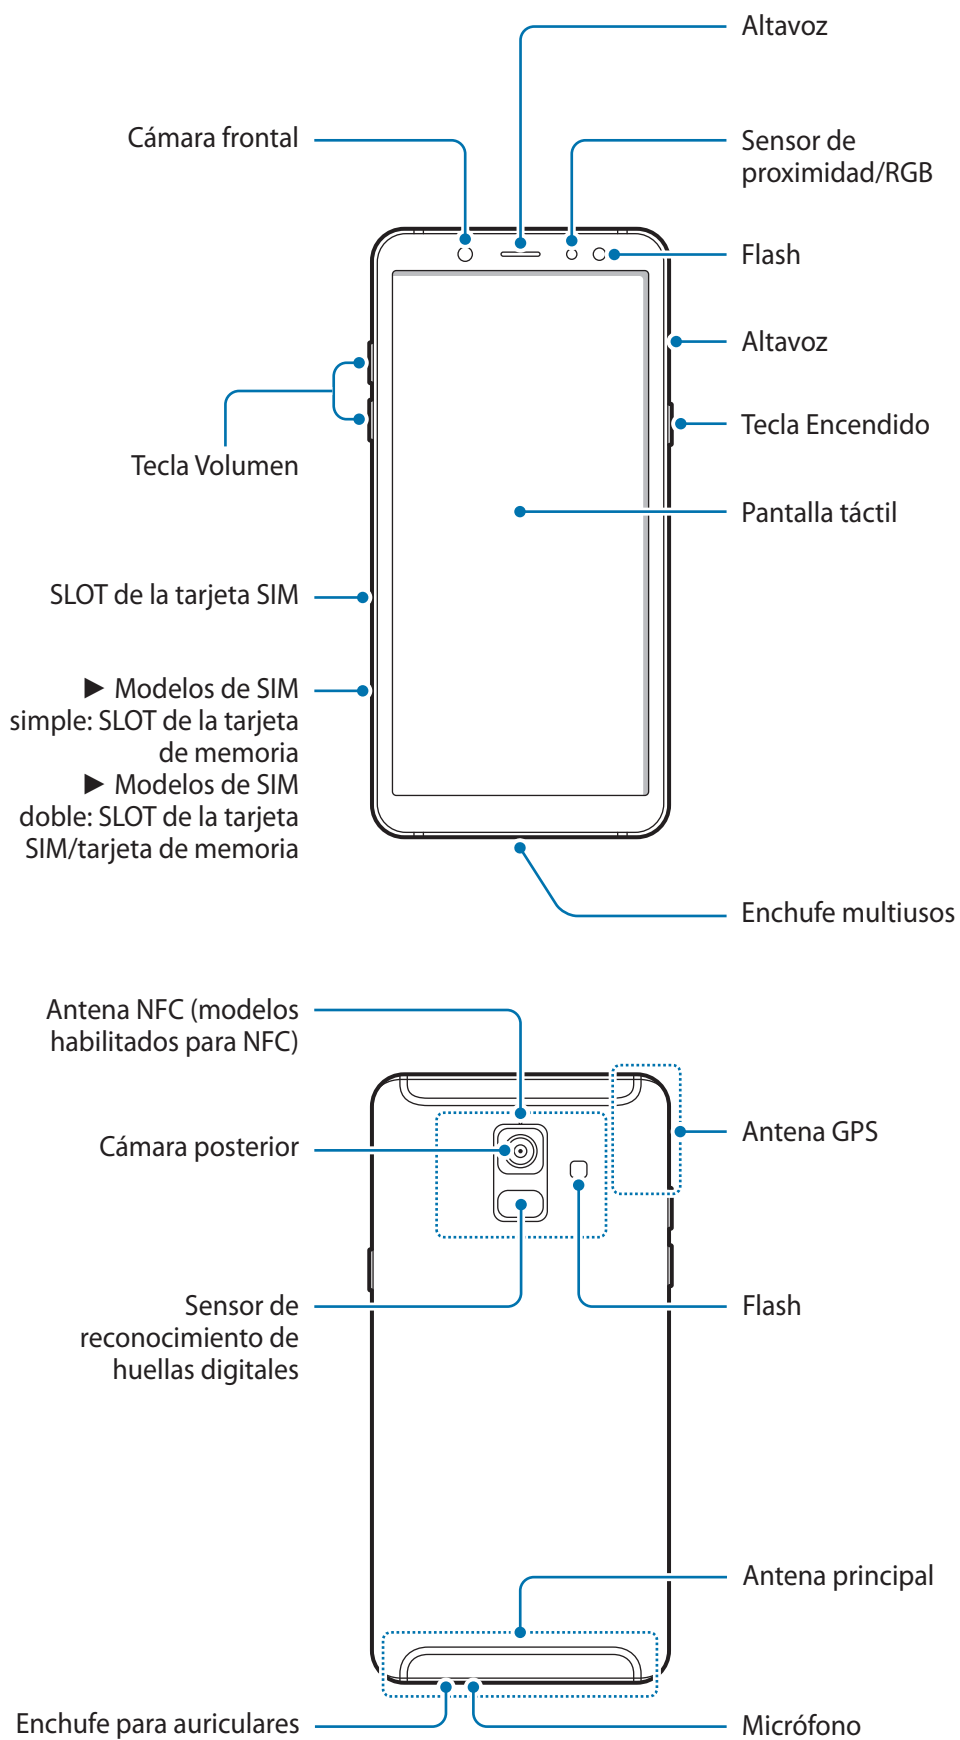 Altavoz
Cámara frontal
Sensor de
proximidad/RGB
Flash
Altavoz
Tecla Encendido
Tecla Volumen
Pantalla táctil
SLOT de la tarjeta SIM
► Modelos de SIM
simple: SLOT de la tarjeta
de memoria
► Modelos de SIM
doble: SLOT de la tarjeta
SIM/tarjeta de memoria
Enchufe multiusos
Antena NFC (modelos
habilitados para NFC)
Antena GPS
Cámara posterior
Sensor de
reconocimiento de
huellas digitales
Flash
Antena principal
Enchufe para auriculares
Micrófono